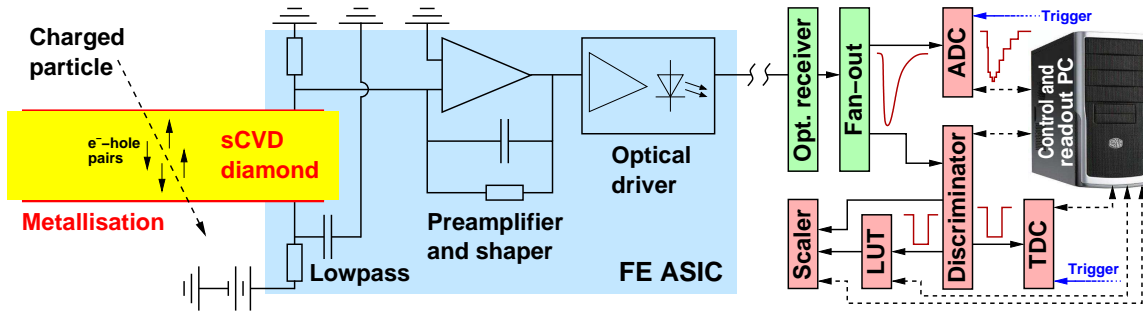 Charged
particle
e⁻−hole
pairs
sCVD
diamond
Metallisation
Lowpass
Preamplifier
and shaper
Optical
driver
FE ASIC
Opt. receiver
Fan−out
ADC
Trigger
Control and
readout PC
Discriminator
Scaler
LUT
TDC
Trigger